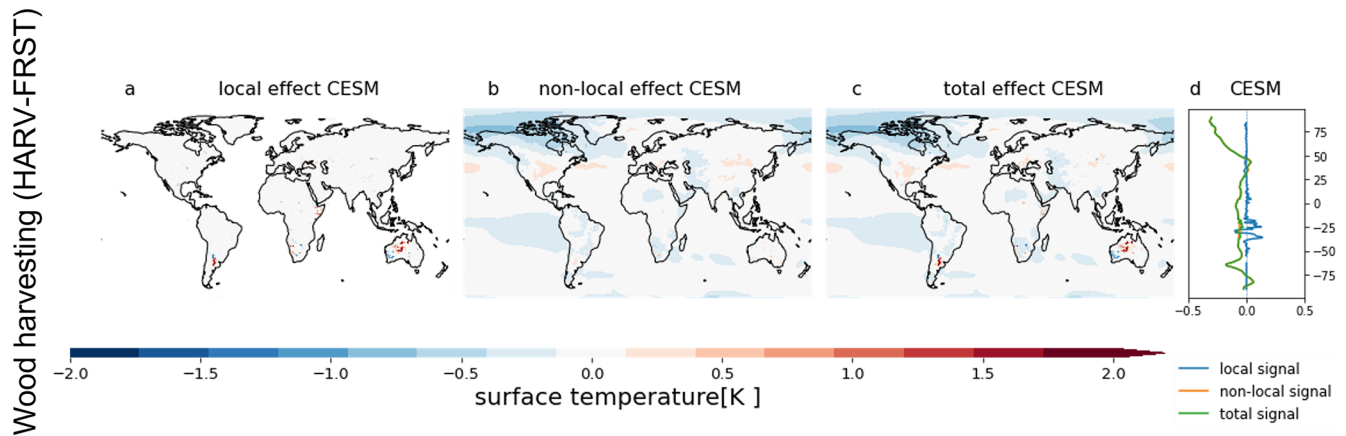 Wood harvesting (HARV-FRST)
a local effect CESM
b non-local effect CESM
c total effect CESM
d CESM
75
50
25
0
−25
−50
−75
−0.5 0.0 0.5
−2.0 −1.5 −1.0 −0.5 0.0 0.5 1.0 1.5 2.0
surface temperature[K ]
local signal
non-local signal
total signal